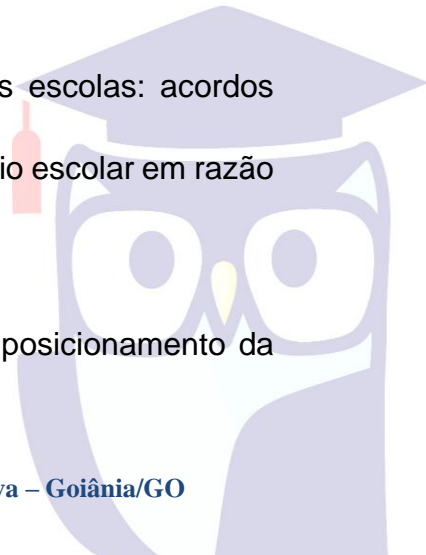 s escolas: acordos
io escolar em razão
posicionamento da
va – Goiânia/GO